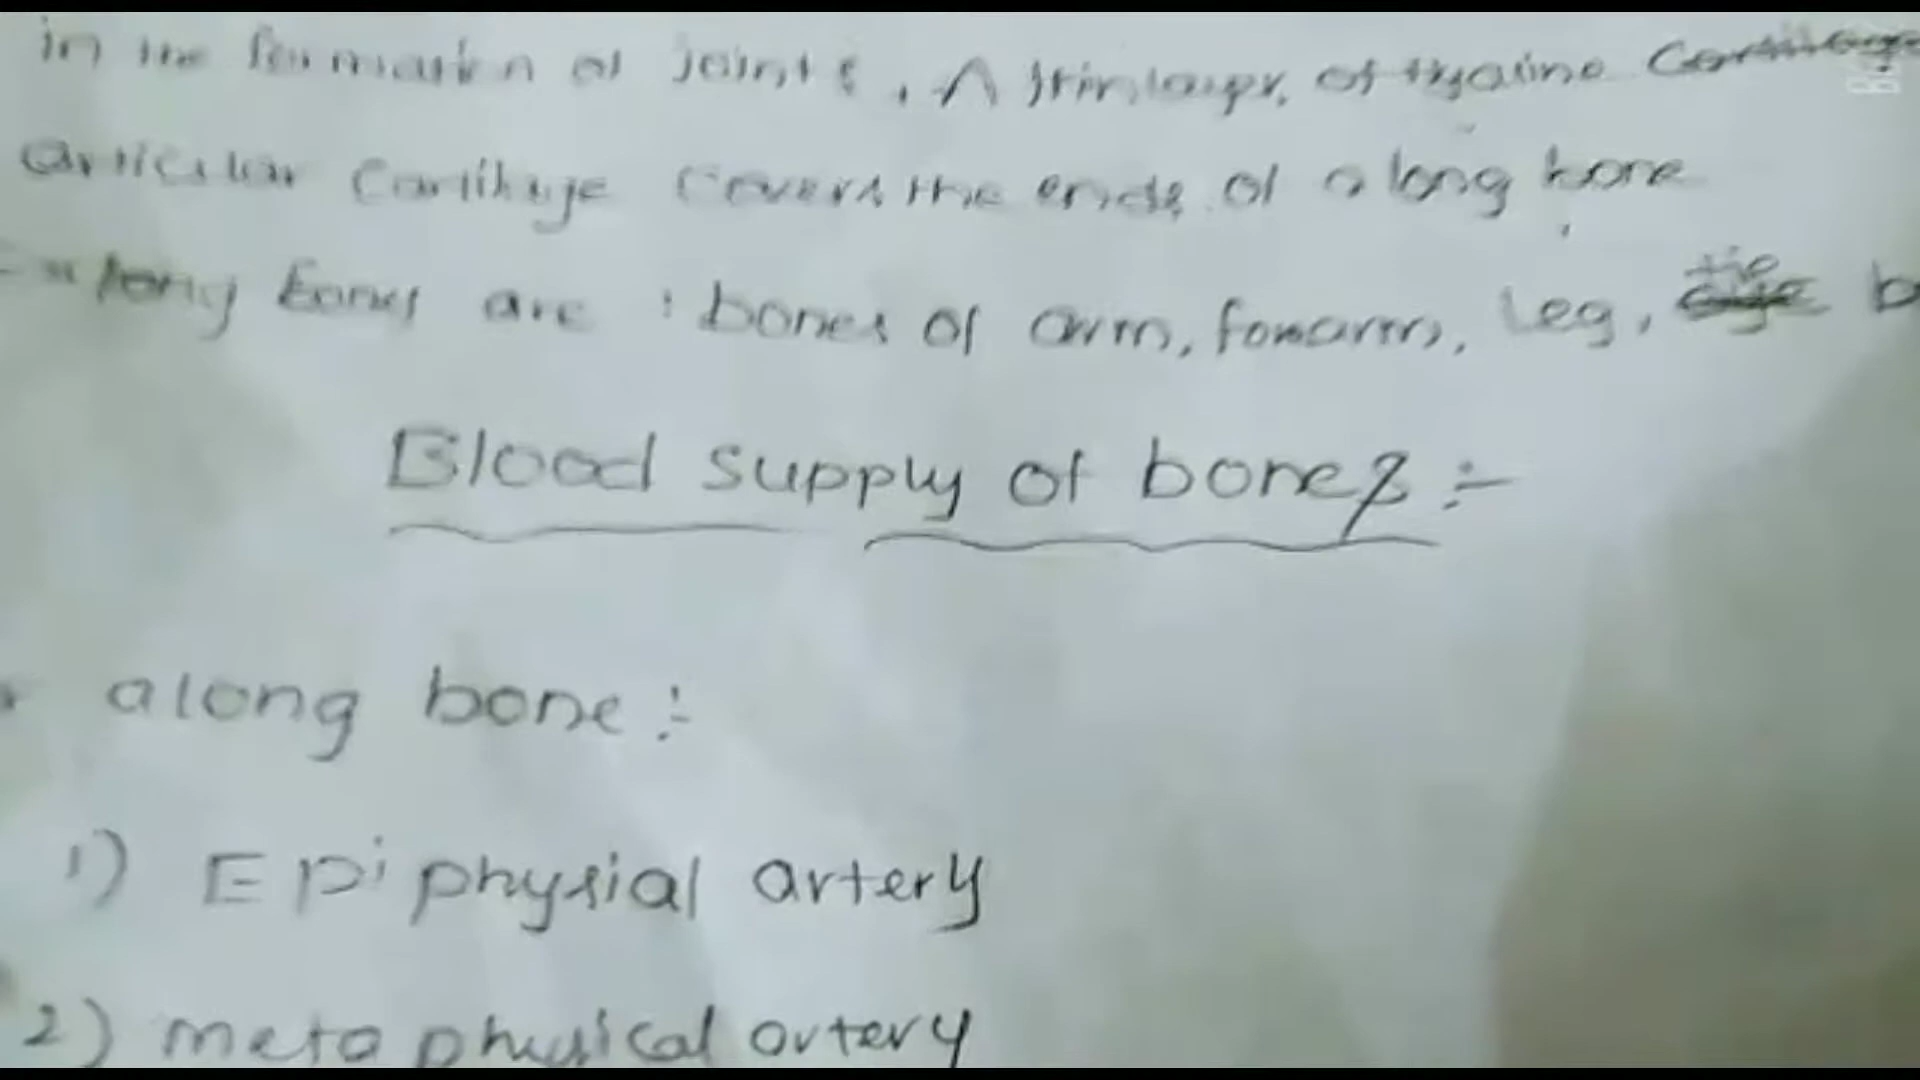 in the formation of joints, A thin layer, of Hyaline
articular Cartilage covers the ends of a long bone
long bones are : bones of arm, forearm, Leg,
Blood supply of bones :-
along bone :-
1) Epiphysial artery
2) metaphysical artery